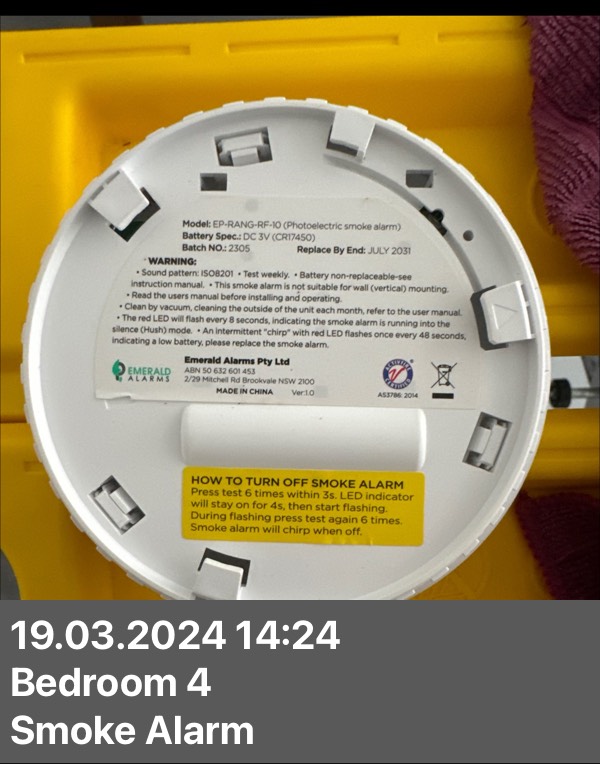 Model: EP-RANG-RF-10 (Photoelectric smoke alarm)
Battery Spec.: DC 3V (CR17450)
Batch NO.: 2305 Replace By End: JULY 2031
WARNING:
• Sound pattern: ISO8201 • Test weekly. • Battery non-replaceable-see
instruction manual. • This smoke alarm is not suitable for wall (vertical) mounting.
• Read the users manual before installing and operating.
• Clean by vacuum, cleaning the outside of the unit each month, refer to the user manual.
• The red LED will flash every 8 seconds, indicating the smoke alarm is running into the
silence (Hush) mode. • An intermittent "chirp" with red LED flashes once every 48 seconds,
indicating a low battery, please replace the smoke alarm.
EMERALD
ALARMS
Emerald Alarms Pty Ltd
ABN 50 632 601 453
2/29 Mitchell Rd Brookvale NSW 2100
MADE IN CHINA Ver:1.0
AS3786: 2014
HOW TO TURN OFF SMOKE ALARM
Press test 6 times within 3s. LED indicator
will stay on for 4s, then start flashing.
During flashing press test again 6 times.
Smoke alarm will chirp when off.
19.03.2024 14:24
Bedroom 4
Smoke Alarm